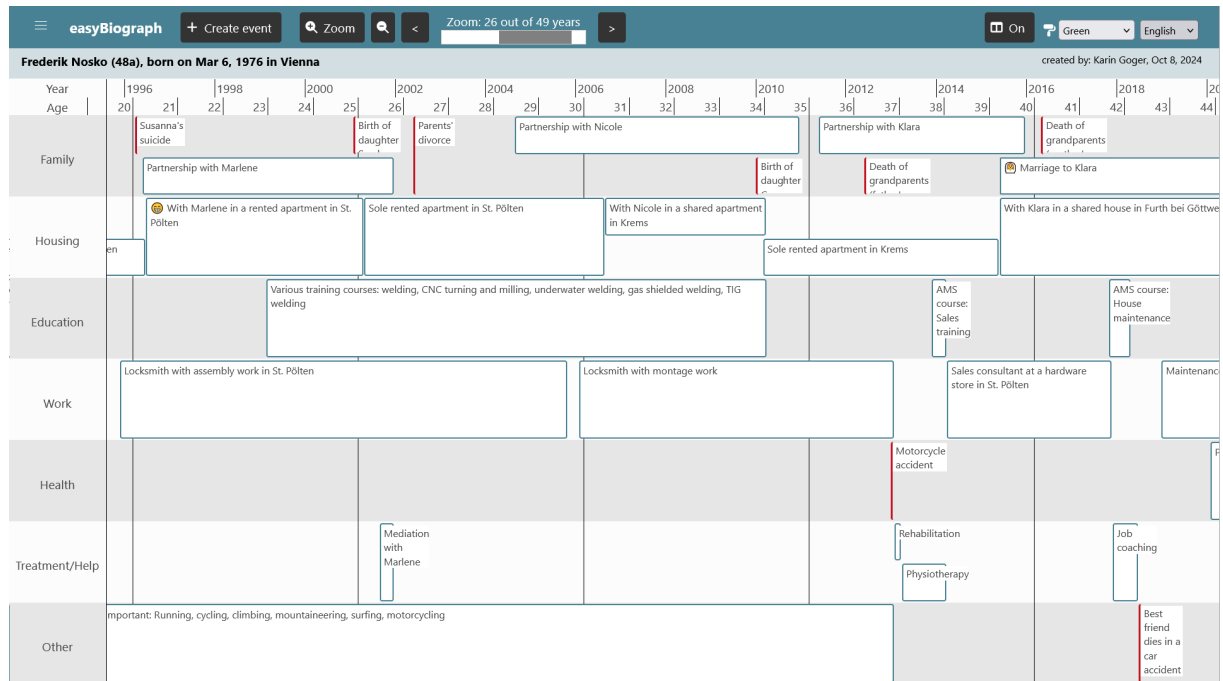 easyBiograph
+ Create event
Zoom
<
Zoom: 26 out of 49 years
>
On
Green
English
Frederik Nosko (48a), born on Mar 6, 1976 in Vienna
created by: Karin Goger, Oct 8, 2024
Year
1996 1998 2000 2002 2004 2006 2008 2010 2012 2014 2016 2018
Age
20 21 22 23 24 25 26 27 28 29 30 31 32 33 34 35 36 37 38 39 40 41 42 43 44
Family
Susanna's
suicide
Birth of
daughter
Parents'
divorce
Partnership with Nicole
Partnership with Klara
Death of
grandparents
Partnership with Marlene
Birth of
daughter
Death of
grandparents
Marriage to Klara
Housing
en
With Marlene in a rented apartment in St.
Pölten
Sole rented apartment in St. Pölten
With Nicole in a shared apartment
in Krems
Sole rented apartment in Krems
With Klara in a shared house in Furth bei Göttwe
Education
Various training courses: welding, CNC turning and milling, underwater welding, gas shielded welding, TIG
welding
AMS
course:
Sales
training
AMS course:
House
maintenance
Work
Locksmith with assembly work in St. Pölten
Locksmith with montage work
Sales consultant at a hardware
store in St. Pölten
Maintenanc
Health
Motorcycle
accident
Treatment/Help
Mediation
with
Marlene
Rehabilitation
Physiotherapy
Job
coaching
Other
mportant: Running, cycling, climbing, mountaineering, surfing, motorcycling
Best
friend
dies in a
car
accident